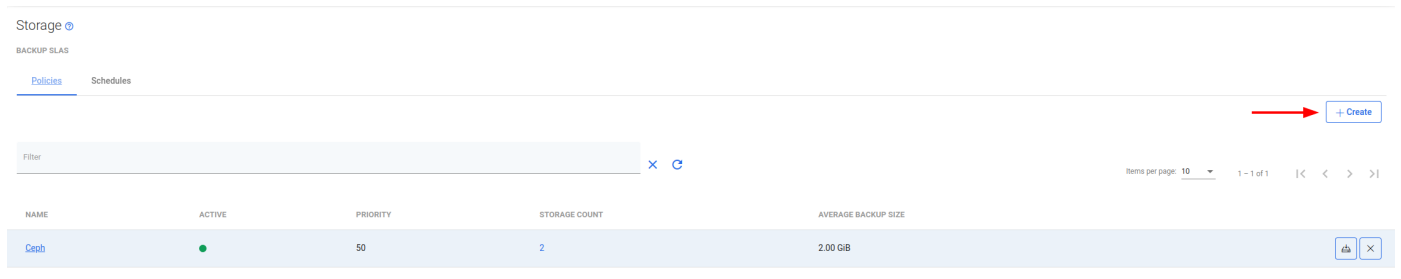 Storage
BACKUP SLAS
Policies Schedules
+ Create
Filter
Items per page: 10 1 – 1 of 1
NAME ACTIVE PRIORITY STORAGE COUNT AVERAGE BACKUP SIZE
Ceph 50 2 2.00 GiB